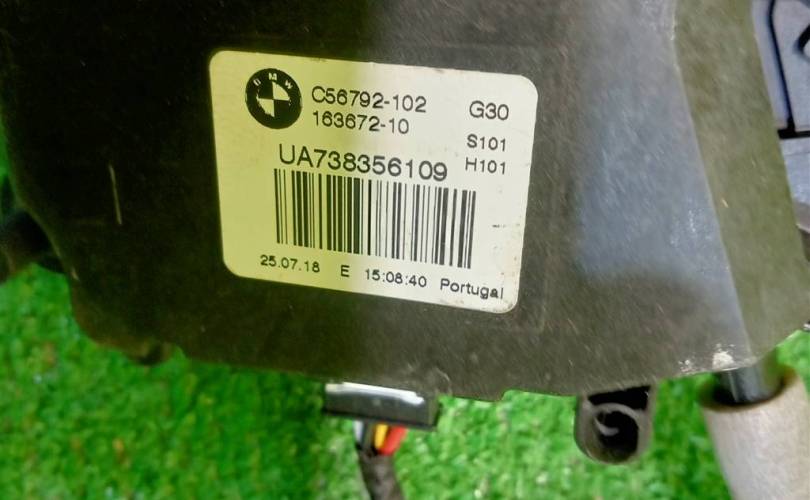 BMW
C56792-102 G30
163672-10
S101
UA738356109 H101
25.07.18 E 15:08:40 Portugal